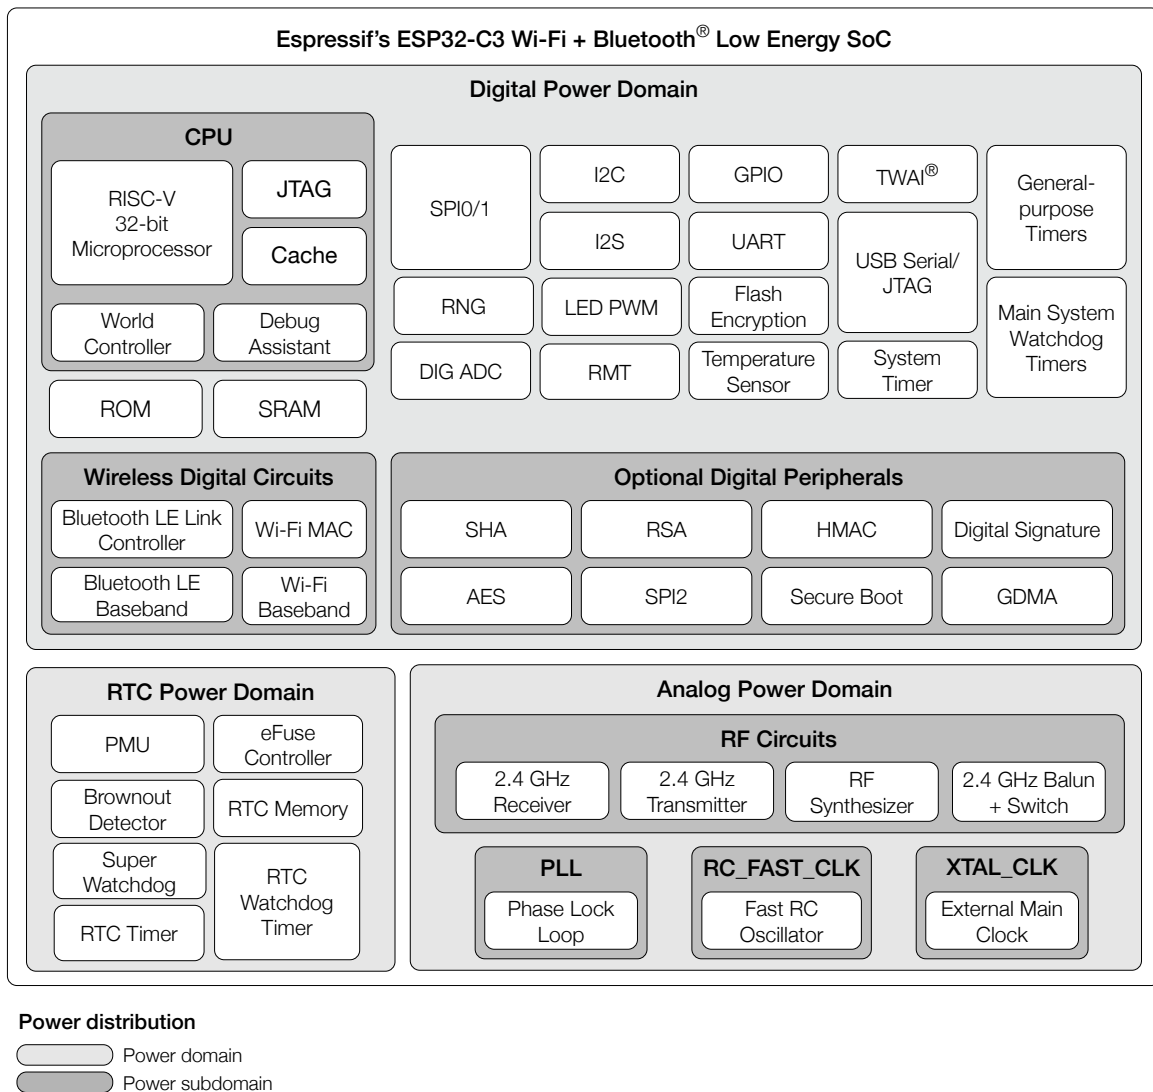 Espressif's ESP32-C3 Wi-Fi + Bluetooth® Low Energy SoC
Digital Power Domain
CPU
RISC-V
32-bit
Microprocessor
JTAG
Cache
World
Controller
Debug
Assistant
ROM
SRAM
SPI0/1
I2C
GPIO
TWAI®
General-
purpose
Timers
I2S
UART
USB Serial/
JTAG
RNG
LED PWM
Flash
Encryption
Main System
Watchdog
Timers
DIG ADC
RMT
Temperature
Sensor
System
Timer
Wireless Digital Circuits
Bluetooth LE Link
Controller
Wi-Fi MAC
Bluetooth LE
Baseband
Wi-Fi
Baseband
Optional Digital Peripherals
SHA
RSA
HMAC
Digital Signature
AES
SPI2
Secure Boot
GDMA
RTC Power Domain
PMU
eFuse
Controller
Brownout
Detector
RTC Memory
Super
Watchdog
RTC
Watchdog
Timer
RTC Timer
Analog Power Domain
RF Circuits
2.4 GHz
Receiver
2.4 GHz
Transmitter
RF
Synthesizer
2.4 GHz Balun
+ Switch
PLL
Phase Lock
Loop
RC_FAST_CLK
Fast RC
Oscillator
XTAL_CLK
External Main
Clock
Power distribution
Power domain
Power subdomain